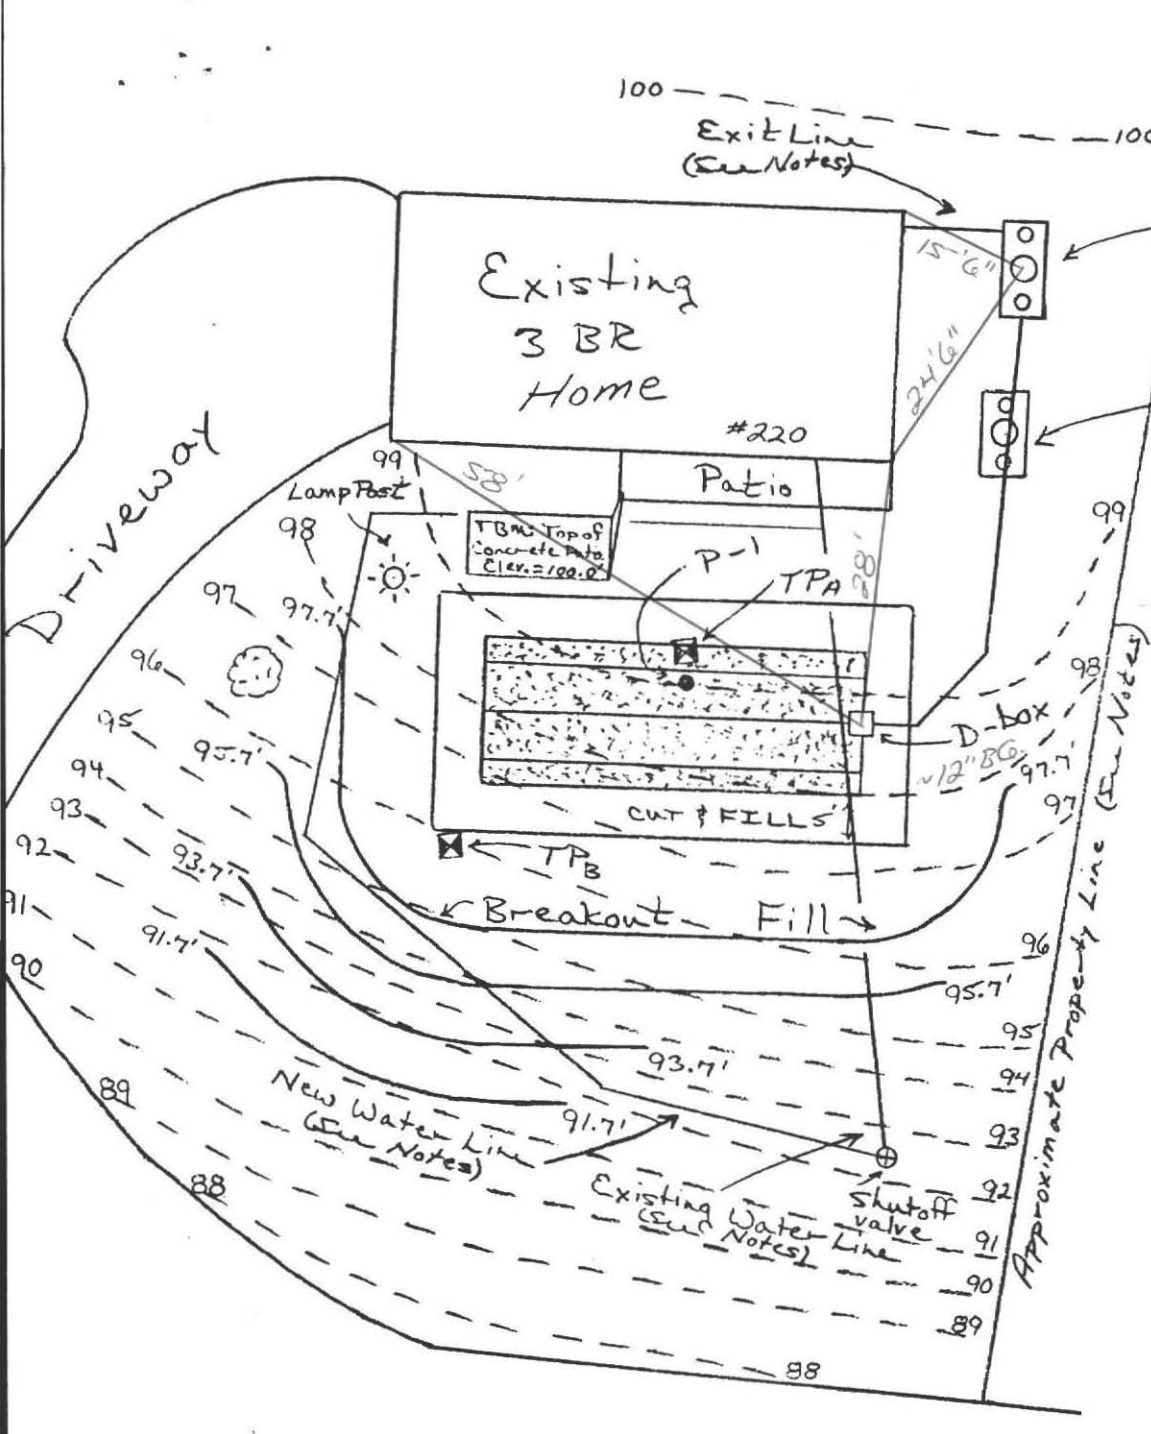 100
100
Exit Line
(See Notes)
15'6"
Existing
3 BR
Home
24'6"
#220
Driveway
99
58'
Patio
Lamp Post
TBM: Top of
Concrete Patio
Elev. = 100.0'
99
98
P-1
TPA
28'
97
97.7'
96
98
95
D-box
95.7'
~12" BG
97.7'
94
97
93
CUT & FILLS
92
93.7'
TPB
91
Breakout
Fill
91.7'
96
90
95.7'
95
93.7'
94
89
New Water Line
(See Notes)
91.7'
93
88
Existing Water Line
(See Notes)
Shutoff
valve
92
91
90
89
88
Approximate Property Line (See Notes)